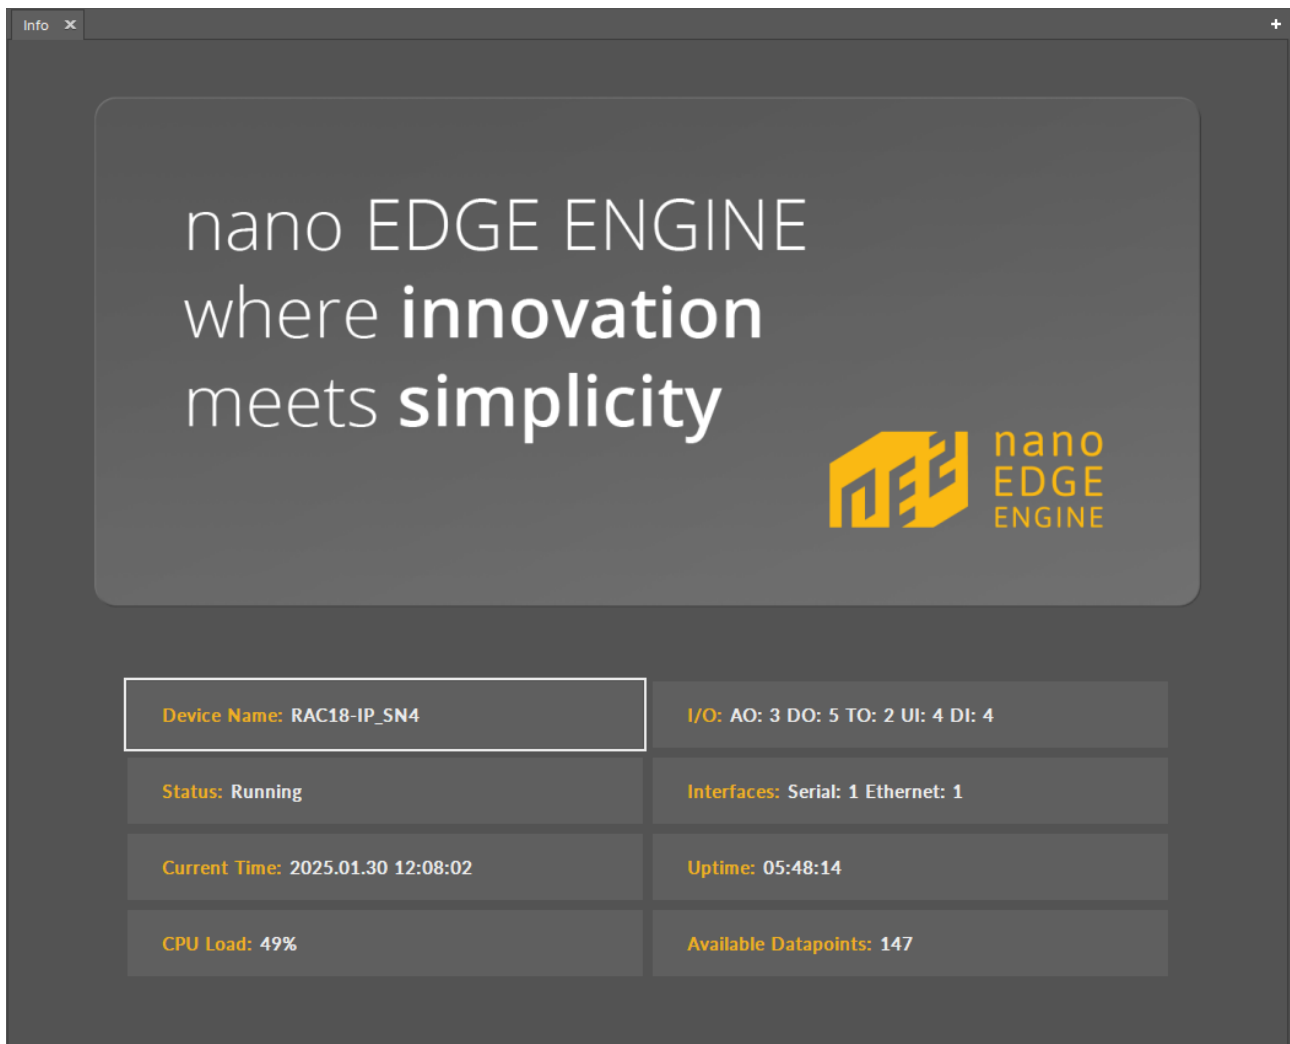 Info
nano EDGE ENGINE
where innovation
meets simplicity
nano
EDGE
ENGINE
Device Name: RAC18-IP_SN4
I/O: AO: 3 DO: 5 TO: 2 UI: 4 DI: 4
Status: Running
Interfaces: Serial: 1 Ethernet: 1
Current Time: 2025.01.30 12:08:02
Uptime: 05:48:14
CPU Load: 49%
Available Datapoints: 147